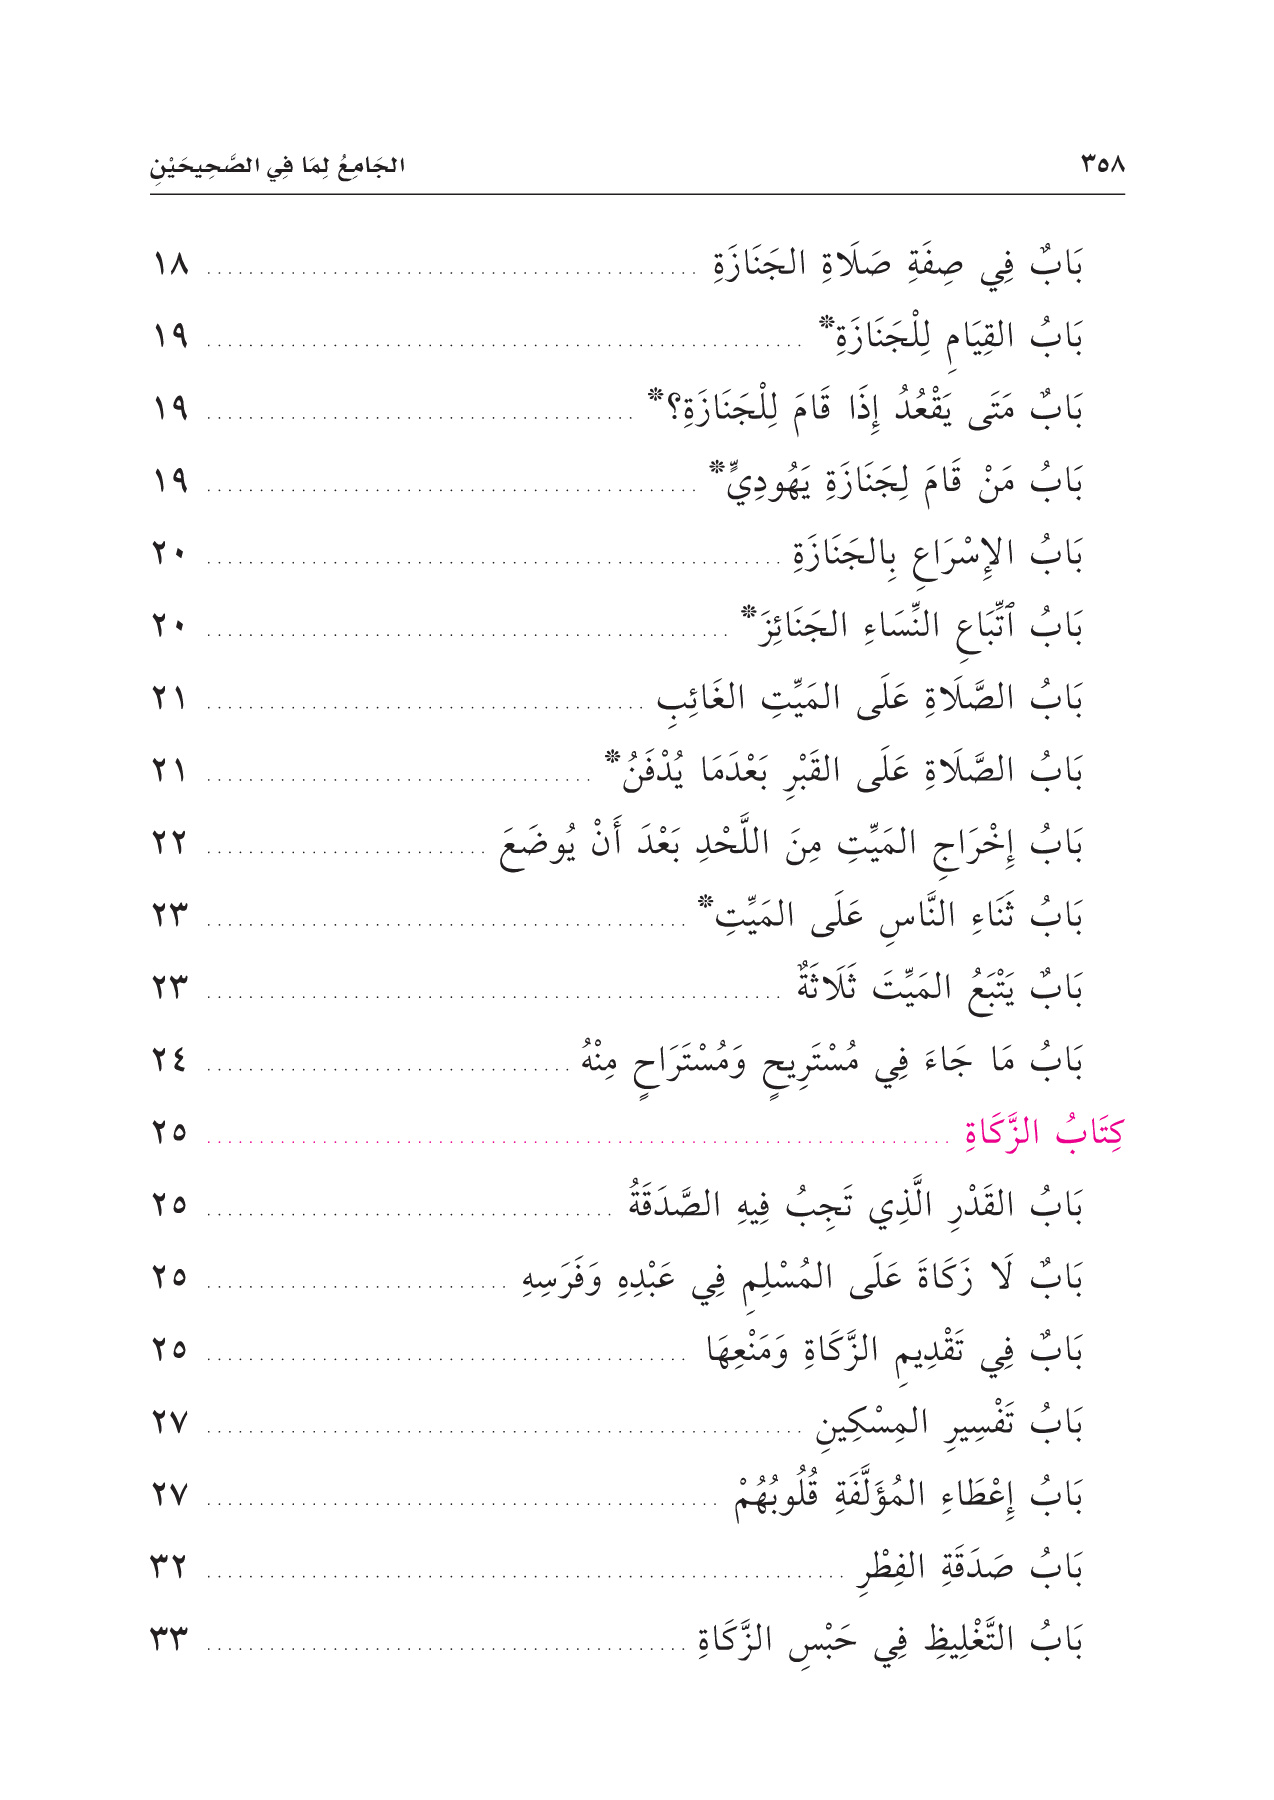 ٣٥٨ الجَامِعُ لِمَا فِي الصَّحِيحَيْنِ
بَابٌ فِي صِفَةِ صَلَاةِ الجَنَازَةِ ........ ١٨
بَابُ القِيَامِ لِلْجَنَازَةِ* ........ ١٩
بَابٌ مَتَى يَقْعُدُ إِذَا قَامَ لِلْجَنَازَةِ؟* ........ ١٩
بَابُ مَنْ قَامَ لِجَنَازَةِ يَهُودِيٍّ* ........ ١٩
بَابُ الإِسْرَاعِ بِالجَنَازَةِ ........ ٢٠
بَابُ ٱتِّبَاعِ النِّسَاءِ الجَنَائِزَ* ........ ٢٠
بَابُ الصَّلَاةِ عَلَى المَيِّتِ الغَائِبِ ........ ٢١
بَابُ الصَّلَاةِ عَلَى القَبْرِ بَعْدَمَا يُدْفَنُ* ........ ٢١
بَابُ إِخْرَاجِ المَيِّتِ مِنَ اللَّحْدِ بَعْدَ أَنْ يُوضَعَ ........ ٢٢
بَابُ ثَنَاءِ النَّاسِ عَلَى المَيِّتِ* ........ ٢٣
بَابٌ يَتْبَعُ المَيِّتَ ثَلَاثَةٌ ........ ٢٣
بَابُ مَا جَاءَ فِي مُسْتَرِيحٍ وَمُسْتَرَاحٍ مِنْهُ ........ ٢٤
كِتَابُ الزَّكَاةِ ........ ٢٥
بَابُ القَدْرِ الَّذِي تَجِبُ فِيهِ الصَّدَقَةُ ........ ٢٥
بَابٌ لَا زَكَاةَ عَلَى المُسْلِمِ فِي عَبْدِهِ وَفَرَسِهِ ........ ٢٥
بَابٌ فِي تَقْدِيمِ الزَّكَاةِ وَمَنْعِهَا ........ ٢٥
بَابُ تَفْسِيرِ المِسْكِينِ ........ ٢٧
بَابُ إِعْطَاءِ المُؤَلَّفَةِ قُلُوبُهُمْ ........ ٢٧
بَابُ صَدَقَةِ الفِطْرِ ........ ٣٢
بَابُ التَّغْلِيظِ فِي حَبْسِ الزَّكَاةِ ........ ٣٣